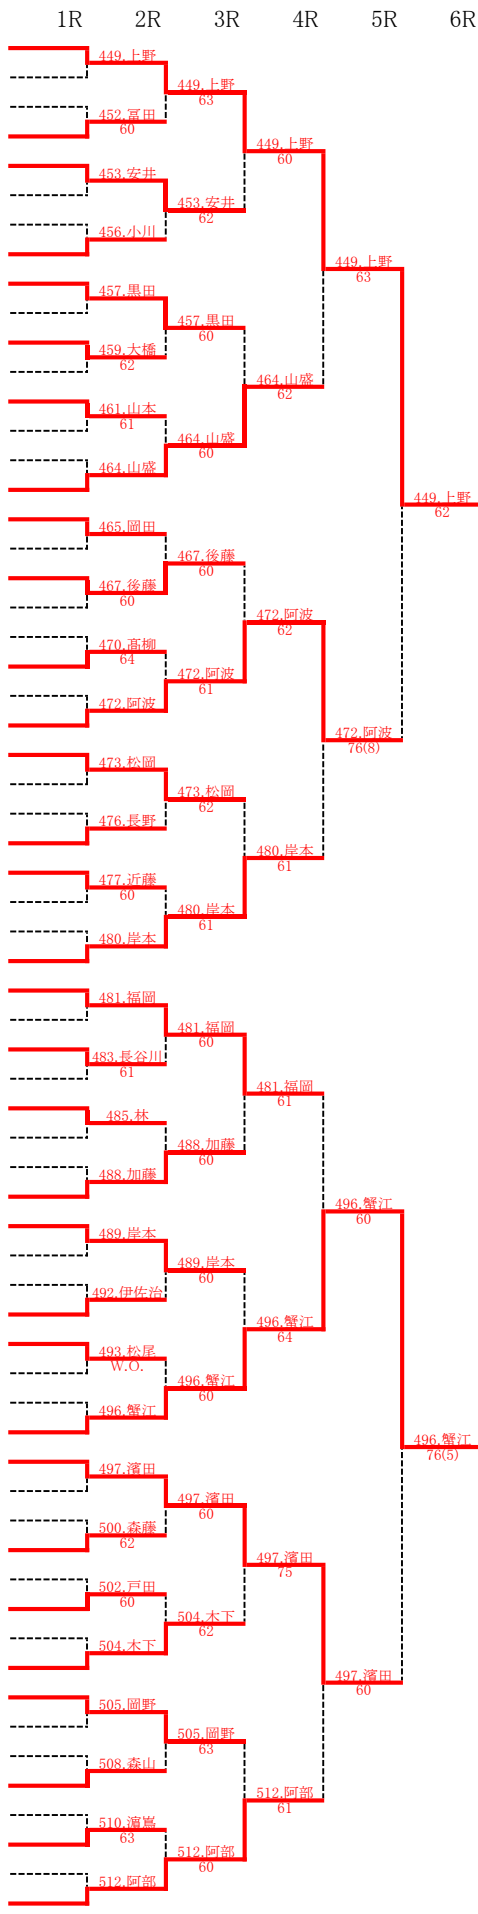 1R 2R 3R 4R 5R 6R
449.上野
449.上野
63
452.冨田
60
449.上野
60
453.安井
453.安井
62
456.小川
449.上野
63
457.黒田
457.黒田
60
459.大橋
62
464.山盛
62
461.山本
61
464.山盛
60
464.山盛
449.上野
62
465.岡田
467.後藤
60
467.後藤
60
472.阿波
62
470.髙柳
64
472.阿波
61
472.阿波
472.阿波
76(8)
473.松岡
473.松岡
62
476.長野
480.岸本
61
477.近藤
60
480.岸本
61
480.岸本
481.福岡
481.福岡
60
483.長谷川
61
481.福岡
61
485.林
488.加藤
60
488.加藤
496.蟹江
60
489.岸本
489.岸本
60
492.伊佐治
496.蟹江
64
493.松尾
W.O.
496.蟹江
60
496.蟹江
496.蟹江
76(5)
497.濱田
497.濱田
60
500.森藤
62
497.濱田
75
502.戸田
60
504.木下
62
504.木下
497.濱田
60
505.岡野
505.岡野
63
508.森山
512.阿部
61
510.濵嶌
63
512.阿部
60
512.阿部